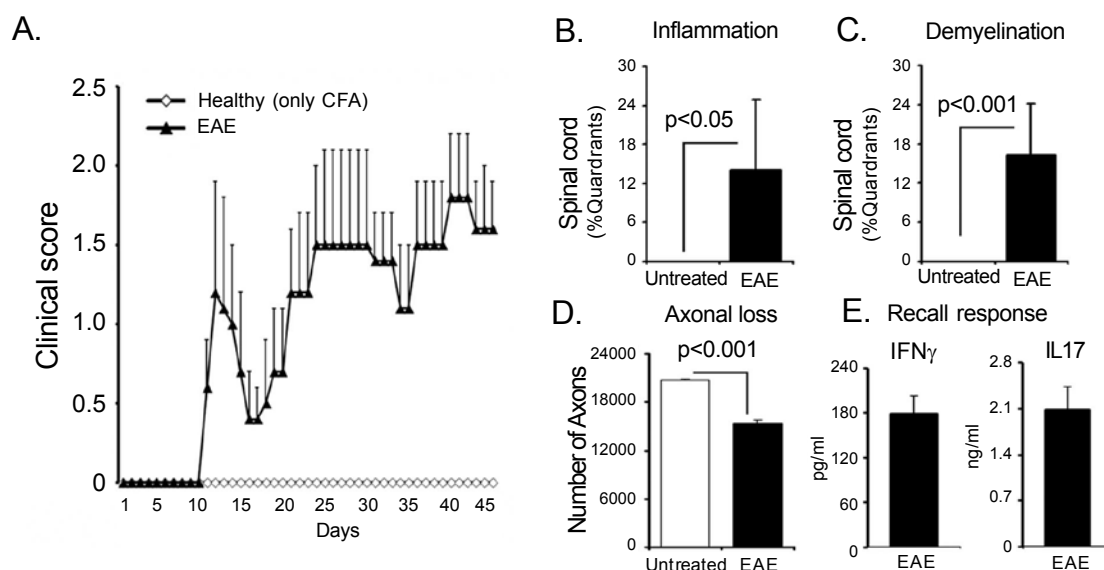 A.
Clinical score
2.5
2.0
1.5
1.0
0.5
0
Healthy (only CFA)
EAE
1 5 10 15 20 25 30 35 40 45
Days
B. Inflammation
Spinal cord
(%Quardrants)
30
24
18
12
6
0
p<0.05
Untreated EAE
C. Demyelination
Spinal cord
(%Quardrants)
30
24
18
12
6
0
p<0.001
Untreated EAE
D. Axonal loss
Number of Axons
24000
18000
12000
6000
0
p<0.001
Untreated EAE
E. Recall response
IFNγ
pg/ml
240
180
120
60
0
EAE
IL17
ng/ml
2.8
2.1
1.4
0.7
0
EAE